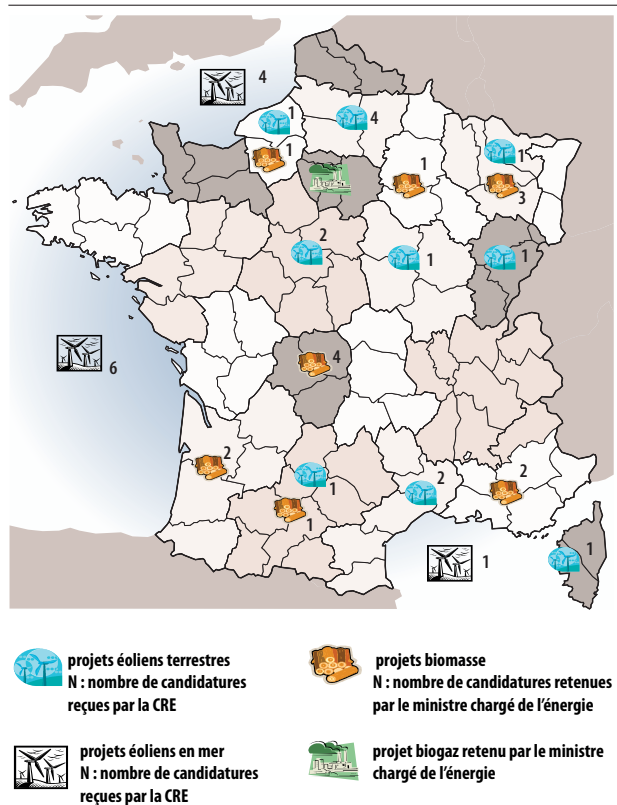 4
1
4
1
1
1
3
2
1
1
4
6
2
1
2
2
1
1
1
projets éoliens terrestres
N : nombre de candidatures
reçues par la CRE
projets biomasse
N : nombre de candidatures retenues
par le ministre chargé de l’énergie
projets éoliens en mer
N : nombre de candidatures
reçues par la CRE
projet biogaz retenu par le ministre
chargé de l’énergie